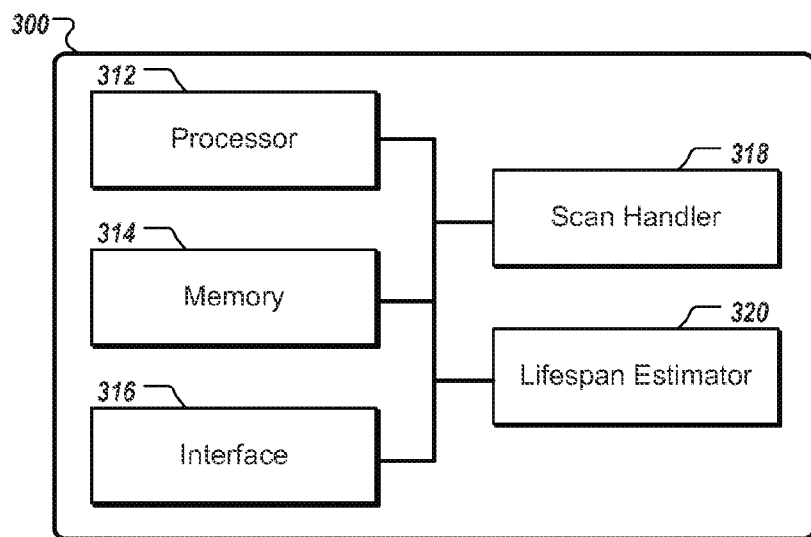 300
312
Processor
318
Scan Handler
314
Memory
320
Lifespan Estimator
316
Interface